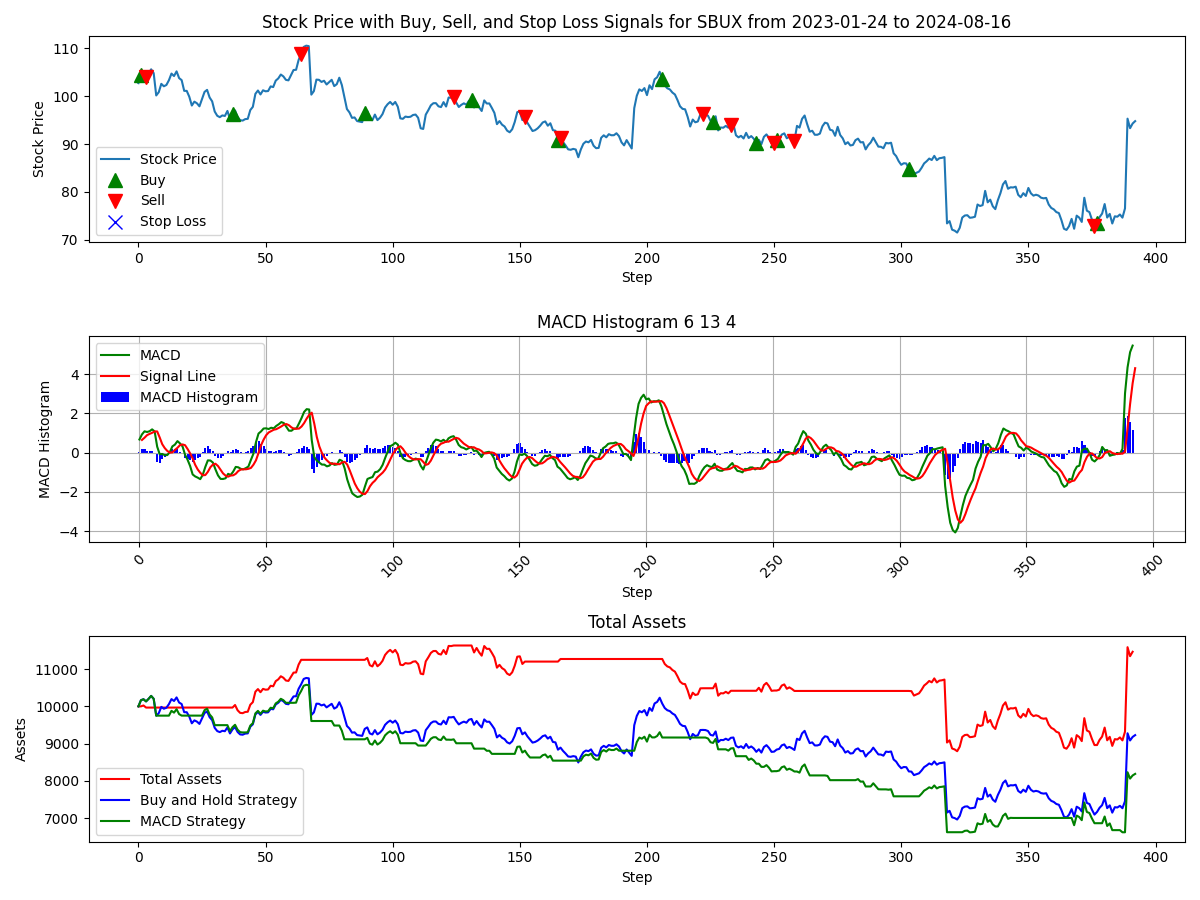 Stock Price with Buy, Sell, and Stop Loss Signals for SBUX from 2023-01-24 to 2024-08-16
110
100
90
80
70
Stock Price
Stock Price
Buy
Sell
Stop Loss
0 50 100 150 200 250 300 350 400
Step
MACD Histogram 6 13 4
4
2
0
−2
−4
MACD Histogram
MACD
Signal Line
MACD Histogram
0 50 100 150 200 250 300 350 400
Step
Total Assets
11000
10000
9000
8000
7000
Assets
Total Assets
Buy and Hold Strategy
MACD Strategy
0 50 100 150 200 250 300 350 400
Step